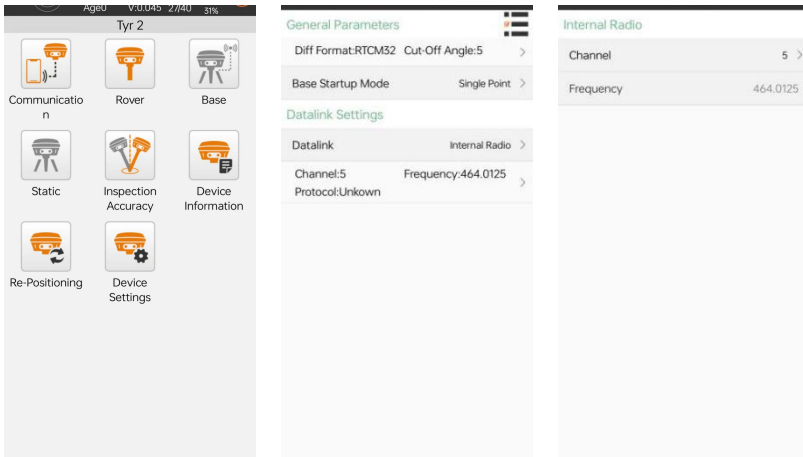 Age0 V:0.045 27/40 31%
Tyr 2
Communicatio
n
Rover
Base
Static
Inspection
Accuracy
Device
Information
Re-Positioning
Device
Settings
General Parameters
Diff Format:RTCM32 Cut-Off Angle:5
Base Startup Mode Single Point
Datalink Settings
Datalink Internal Radio
Channel:5 Frequency:464.0125
Protocol:Unkown
Internal Radio
Channel 5
Frequency 464.0125